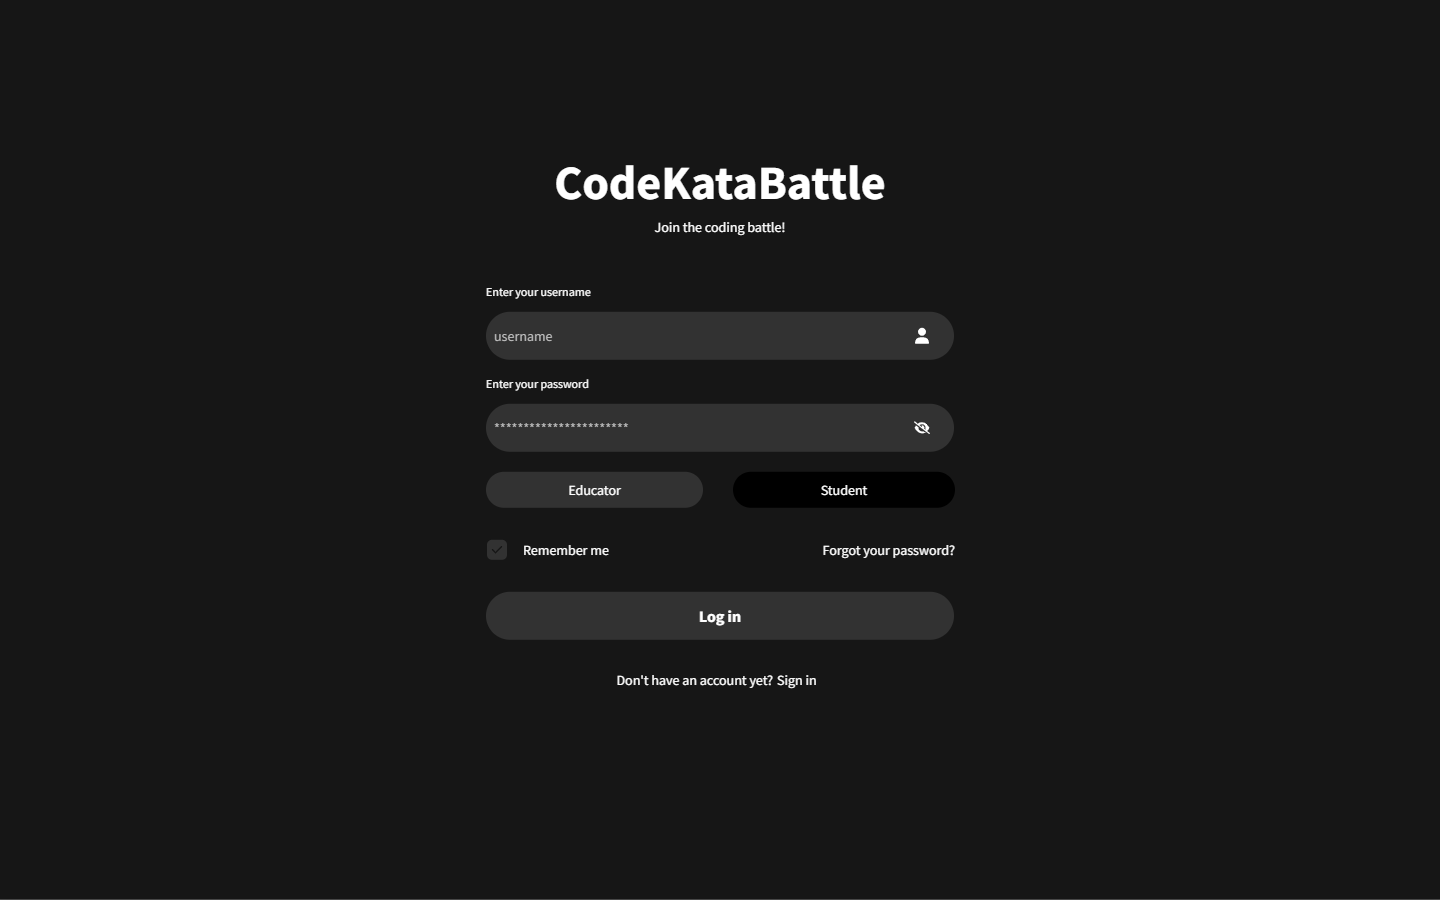 CodeKataBattle
Join the coding battle!
Enter your username
username
Enter your password
***********************
Educator Student
Remember me Forgot your password?
Log in
Don't have an account yet? Sign in